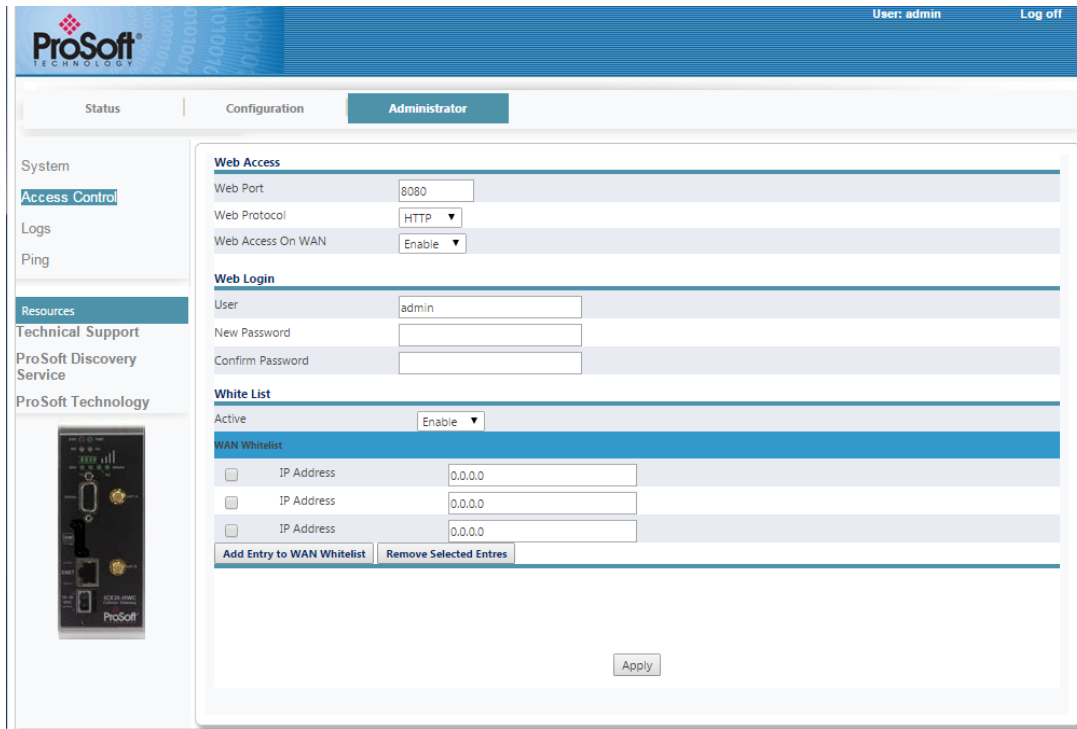 User: admin Log off
ProSoft®
TECHNOLOGY
Status Configuration Administrator
System
Access Control
Logs
Ping
Resources
Technical Support
ProSoft Discovery
Service
ProSoft Technology
Web Access
Web Port 8080
Web Protocol HTTP
Web Access On WAN Enable
Web Login
User admin
New Password
Confirm Password
White List
Active Enable
WAN Whitelist
IP Address 0.0.0.0
IP Address 0.0.0.0
IP Address 0.0.0.0
Add Entry to WAN Whitelist Remove Selected Entres
Apply
ProSoft